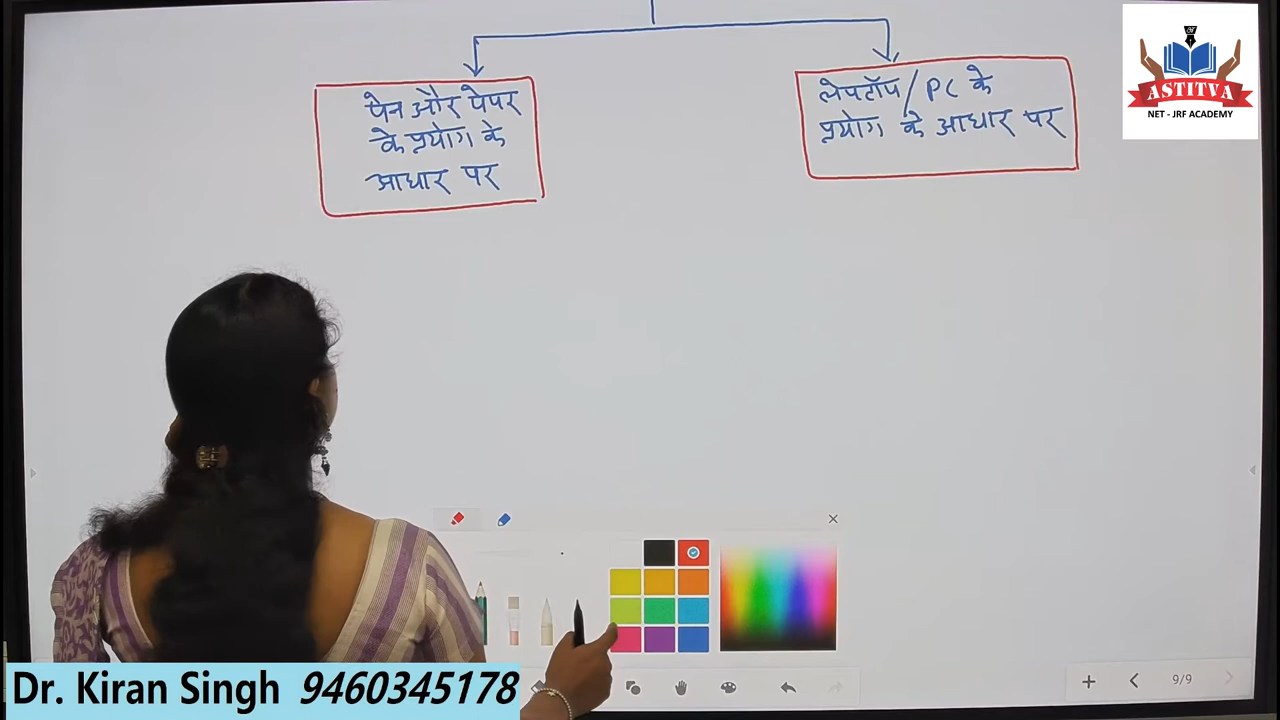 पेन और पेपर
के प्रयोग के
आधार पर
लेपटॉप/PC के
प्रयोग के आधार पर
ASTITVA
NET - JRF ACADEMY
9/9
Dr. Kiran Singh 9460345178